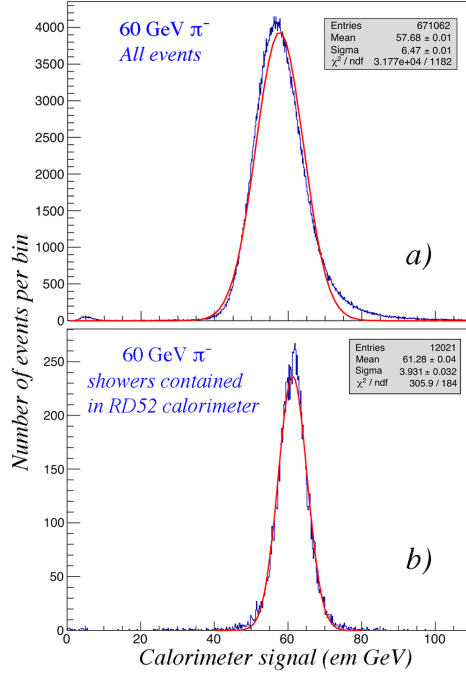 60 GeV π⁻
All events
Entries 671062
Mean 57.68 ± 0.01
Sigma 6.47 ± 0.01
χ² / ndf 3.177e+04 / 1182
4000
3500
3000
2500
2000
1500
1000
500
0
a)
Number of events per bin
60 GeV π⁻
showers contained
in RD52 calorimeter
Entries 12021
Mean 61.28 ± 0.04
Sigma 3.931 ± 0.032
χ² / ndf 305.9 / 184
250
200
150
100
50
0
b)
0 20 40 60 80 100
Calorimeter signal (em GeV)